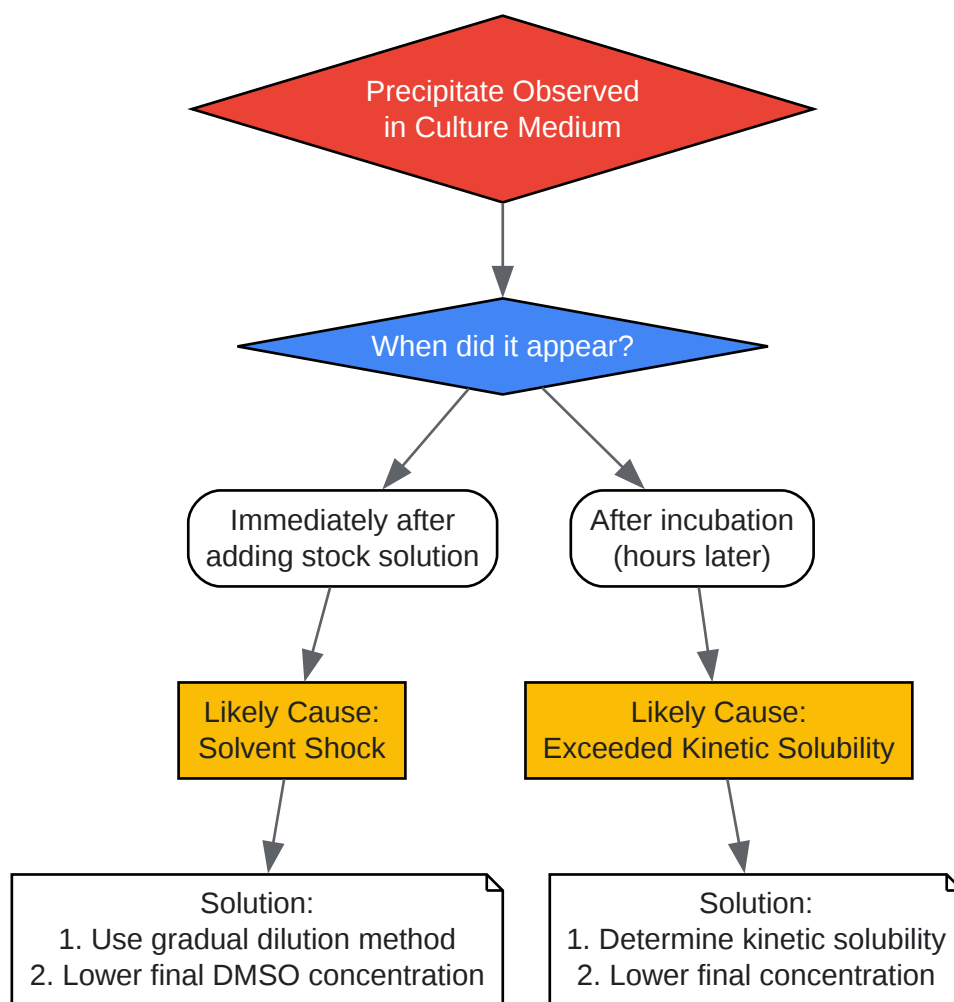 Precipitate Observed
in Culture Medium
When did it appear?
Immediately after
adding stock solution
After incubation
(hours later)
Likely Cause:
Solvent Shock
Likely Cause:
Exceeded Kinetic Solubility
Solution:
1. Use gradual dilution method
2. Lower final DMSO concentration
Solution:
1. Determine kinetic solubility
2. Lower final concentration